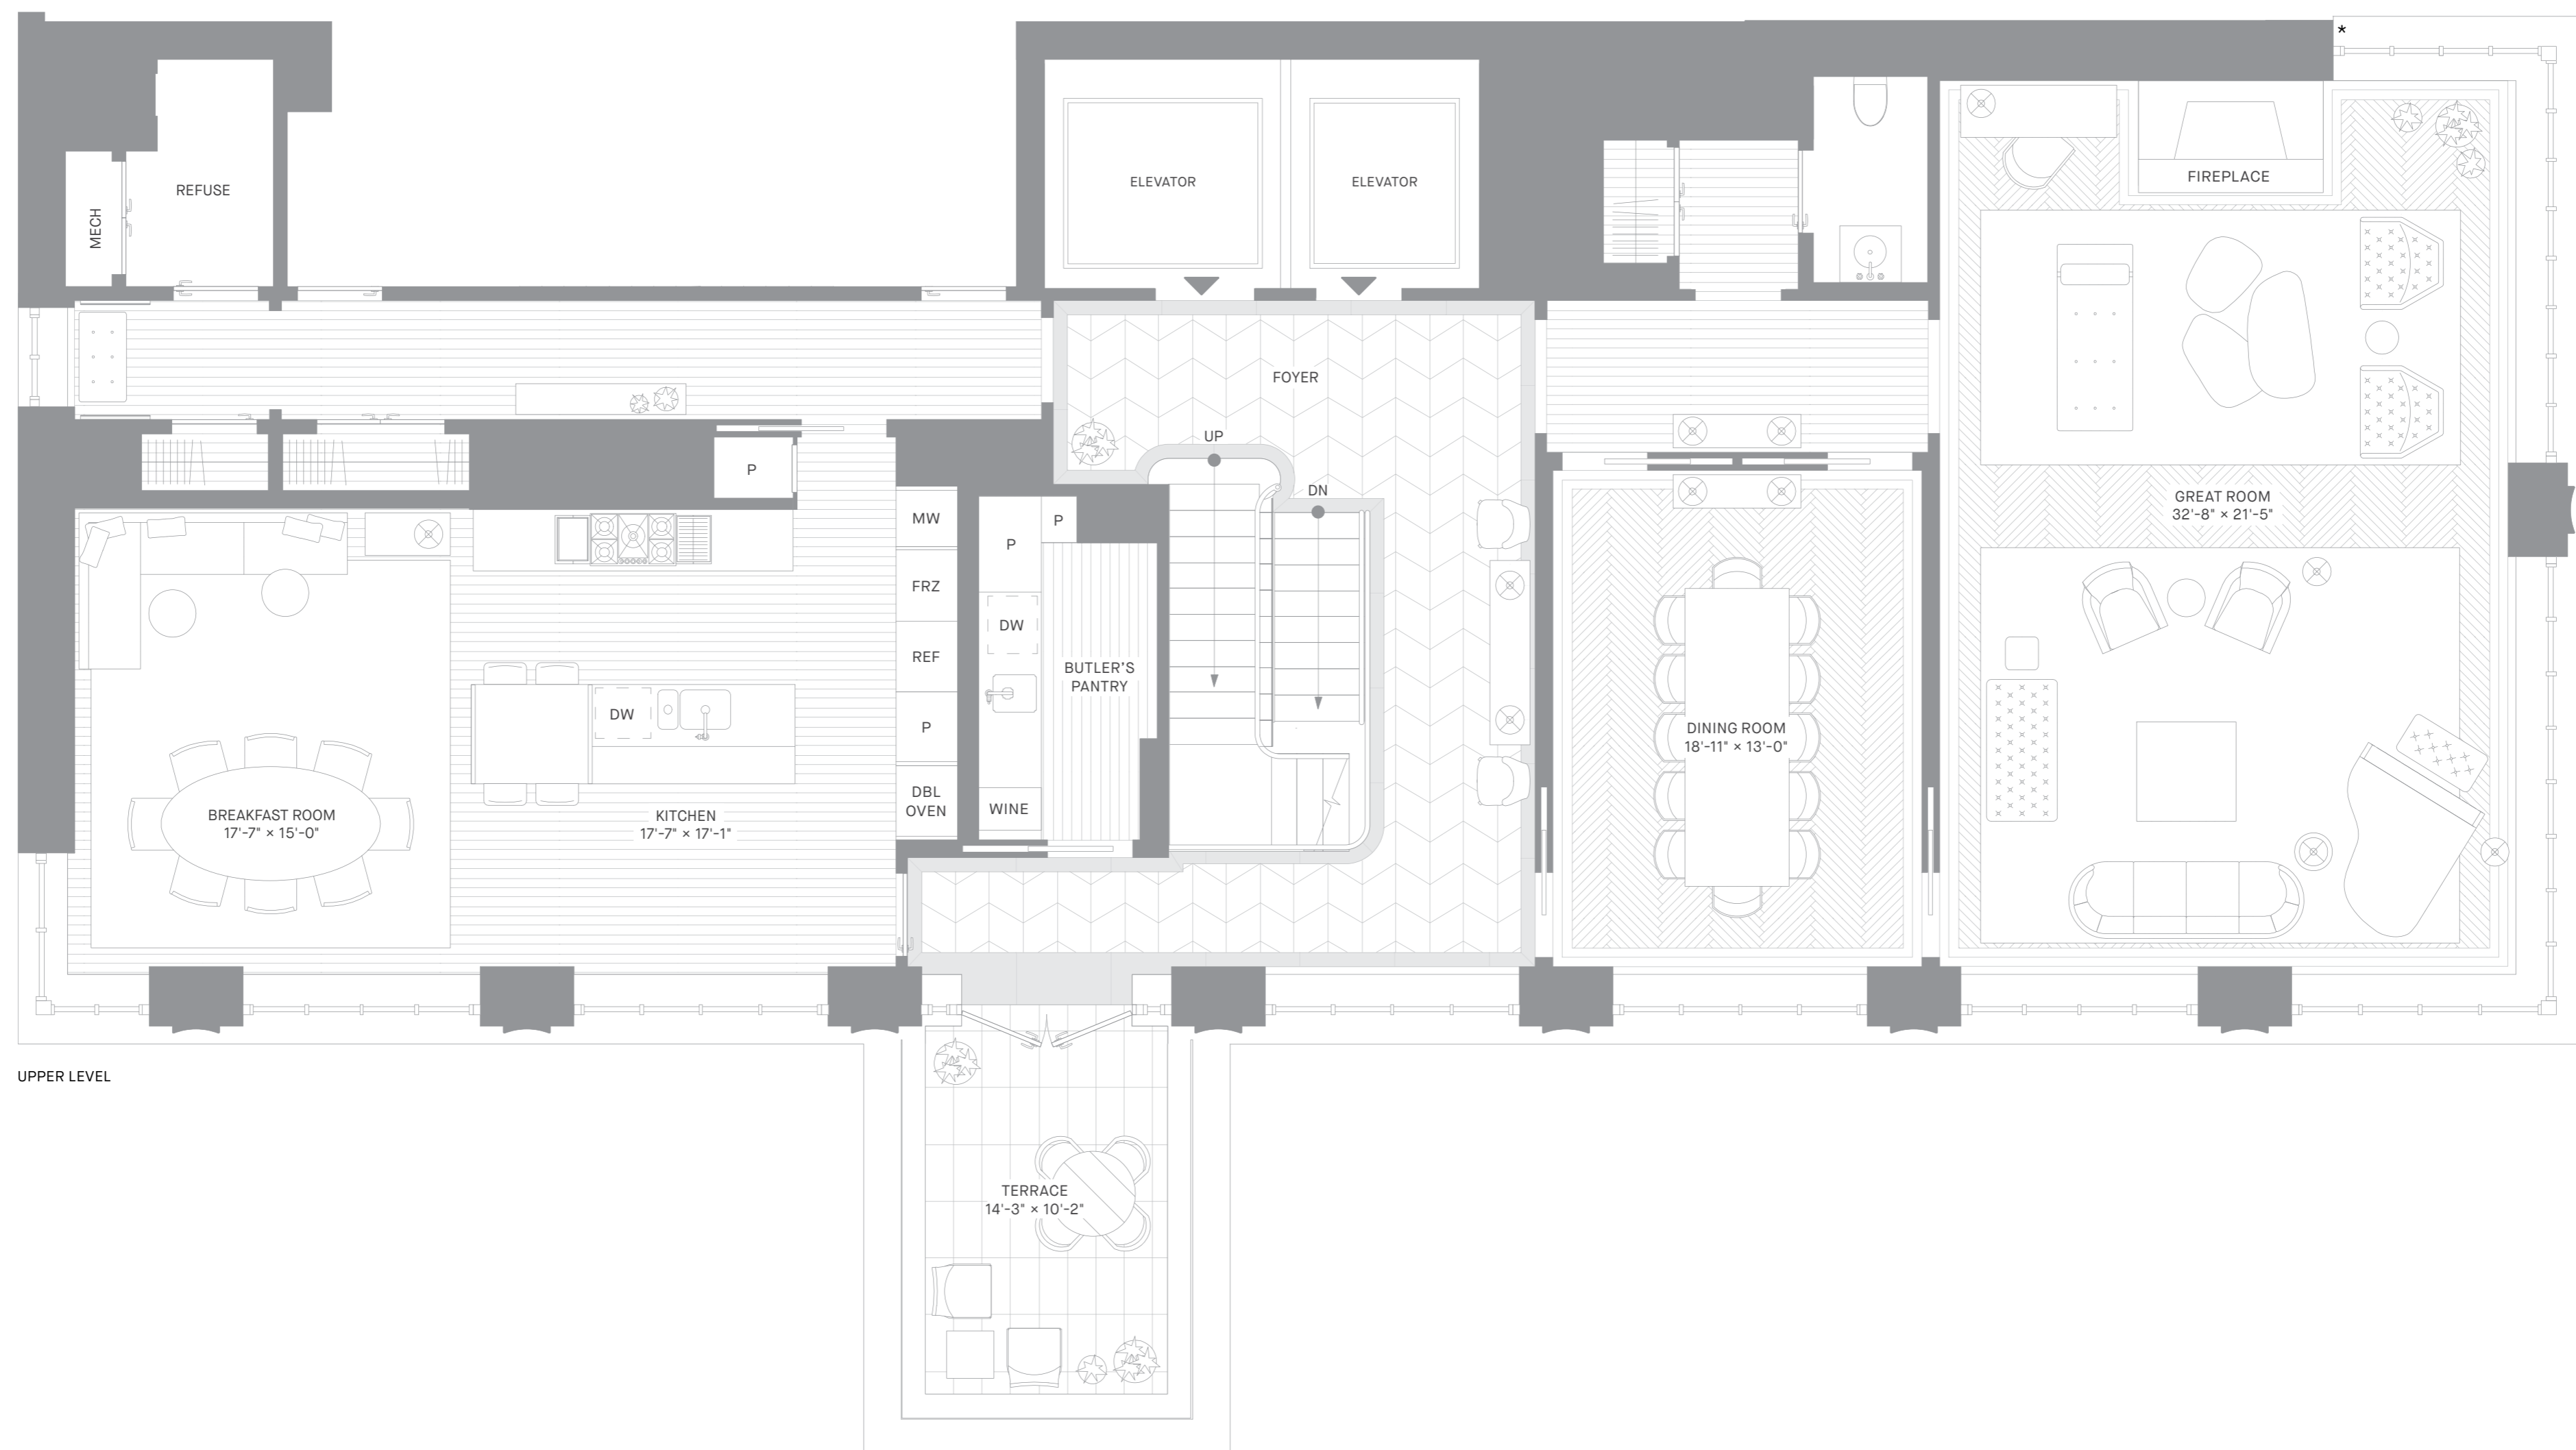 *
REFUSE
MECH
ELEVATOR
ELEVATOR
FIREPLACE
FOYER
UP
DN
P
GREAT ROOM
32'-8" × 21'-5"
MW
FRZ
REF
P
DBL
OVEN
P
P
DW
BUTLER'S
PANTRY
WINE
DW
DINING ROOM
18'-11" × 13'-0"
BREAKFAST ROOM
17'-7" × 15'-0"
KITCHEN
17'-7" × 17'-1"
UPPER LEVEL
TERRACE
14'-3" × 10'-2"